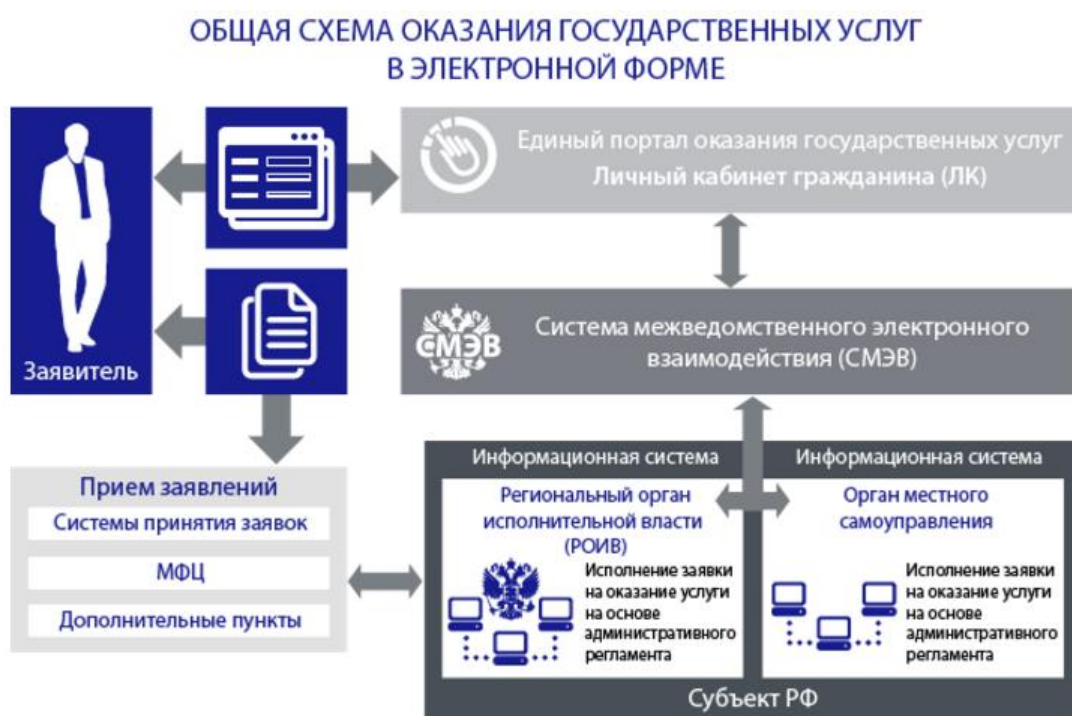 ОБЩАЯ СХЕМА ОКАЗАНИЯ ГОСУДАРСТВЕННЫХ УСЛУГ
В ЭЛЕКТРОННОЙ ФОРМЕ
Заявитель
Единый портал оказания государственных услуг
Личный кабинет гражданина (ЛК)
СМЭВ
Система межведомственного электронного
взаимодействия (СМЭВ)
Прием заявлений
Системы принятия заявок
МФЦ
Дополнительные пункты
Информационная система
Региональный орган
исполнительной власти
(РОИВ)
Исполнение заявки
на оказание услуги
на основе
административного
регламента
Информационная система
Орган местного
самоуправления
Исполнение заявки
на оказание услуги
на основе
административного
регламента
Субъект РФ